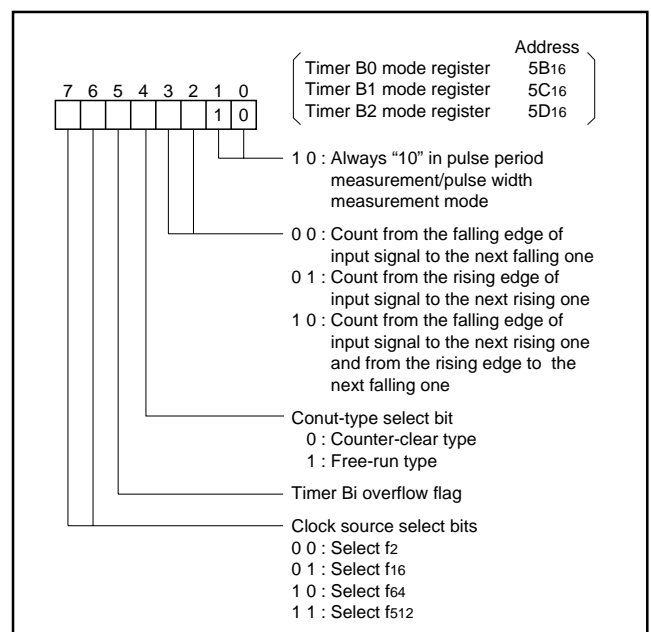 Address
Timer B0 mode register 5B16
Timer B1 mode register 5C16
Timer B2 mode register 5D16
7 6 5 4 3 2 1 0
1 0
1 0 : Always “10” in pulse period
measurement/pulse width
measurement mode
0 0 : Count from the falling edge of
input signal to the next falling one
0 1 : Count from the rising edge of
input signal to the next rising one
1 0 : Count from the falling edge of
input signal to the next rising one
and from the rising edge to the
next falling one
Conut-type select bit
0 : Counter-clear type
1 : Free-run type
Timer Bi overflow flag
Clock source select bits
0 0 : Select f2
0 1 : Select f16
1 0 : Select f64
1 1 : Select f512